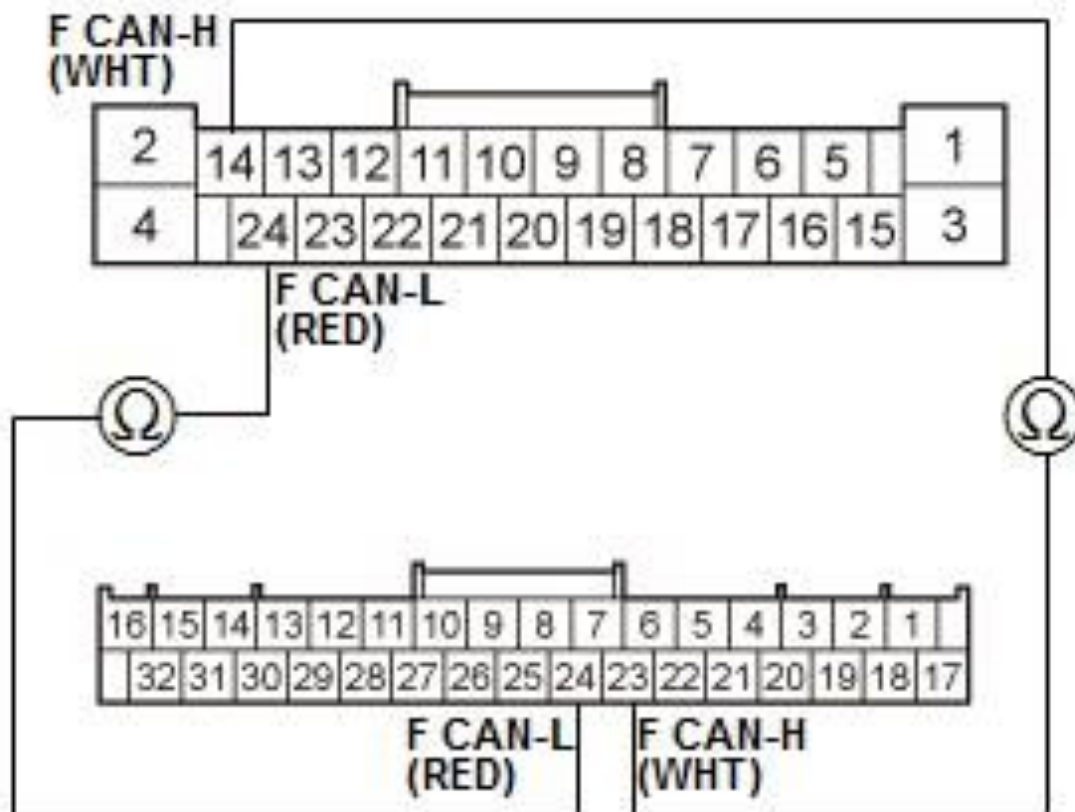 F CAN-H
(WHT)
2 14 13 12 11 10 9 8 7 6 5 1
4 24 23 22 21 20 19 18 17 16 15 3
F CAN-L
(RED)
Ω Ω
16 15 14 13 12 11 10 9 8 7 6 5 4 3 2 1
32 31 30 29 28 27 26 25 24 23 22 21 20 19 18 17
F CAN-L F CAN-H
(RED) (WHT)